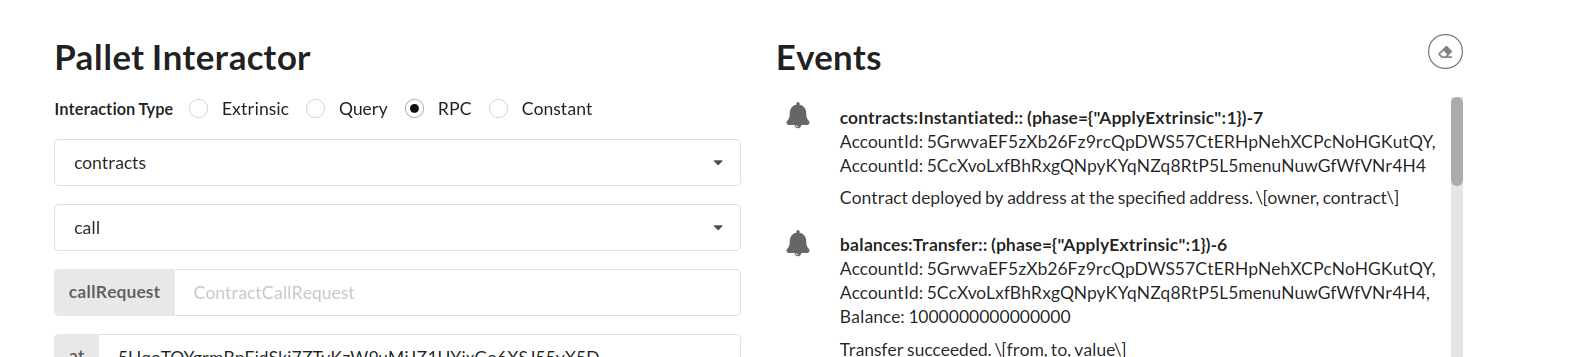 Pallet Interactor
Interaction Type Extrinsic Query RPC Constant
contracts
call
callRequest ContractCallRequest
at
Events
contracts:Instantiated:: (phase={"ApplyExtrinsic":1})-7
AccountId: 5GrwvaEF5zXb26Fz9rcQpDWS57CtERHpNehXCPcNoHGKutQY,
AccountId: 5CcXvoLxfBhRxgQNpyKYqNZq8RtP5L5menuNuwGfWfVNr4H4
Contract deployed by address at the specified address. \[owner, contract\]
balances:Transfer:: (phase={"ApplyExtrinsic":1})-6
AccountId: 5GrwvaEF5zXb26Fz9rcQpDWS57CtERHpNehXCPcNoHGKutQY,
AccountId: 5CcXvoLxfBhRxgQNpyKYqNZq8RtP5L5menuNuwGfWfVNr4H4,
Balance: 1000000000000000
Transfer succeeded. \[from, to, value\]